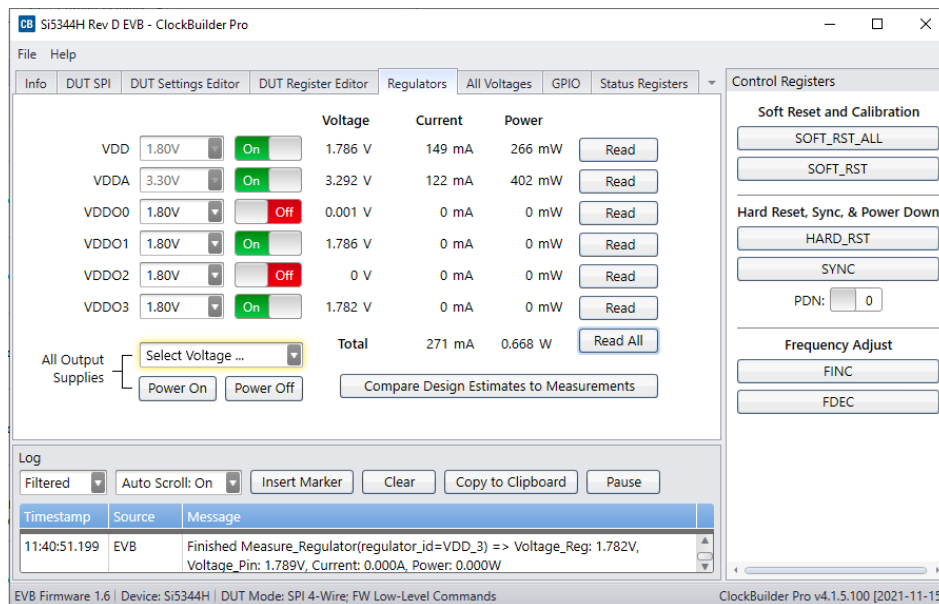 CB Si5344H Rev D EVB - ClockBuilder Pro
File Help
Info DUT SPI DUT Settings Editor DUT Register Editor Regulators All Voltages GPIO Status Registers
Voltage Current Power
VDD 1.80V On 1.786 V 149 mA 266 mW Read
VDDA 3.30V On 3.292 V 122 mA 402 mW Read
VDDO0 1.80V Off 0.001 V 0 mA 0 mW Read
VDDO1 1.80V On 1.786 V 0 mA 0 mW Read
VDDO2 1.80V Off 0 V 0 mA 0 mW Read
VDDO3 1.80V On 1.782 V 0 mA 0 mW Read
Total 271 mA 0.668 W Read All
All Output Supplies
Select Voltage ...
Power On Power Off
Compare Design Estimates to Measurements
Control Registers
Soft Reset and Calibration
SOFT_RST_ALL
SOFT_RST
Hard Reset, Sync, & Power Down
HARD_RST
SYNC
PDN: 0
Frequency Adjust
FINC
FDEC
Log
Filtered Auto Scroll: On Insert Marker Clear Copy to Clipboard Pause
Timestamp Source Message
11:40:51.199 EVB Finished Measure_Regulator(regulator_id=VDD_3) => Voltage_Reg: 1.782V,
Voltage_Pin: 1.789V, Current: 0.000A, Power: 0.000W
EVB Firmware 1.6 Device: Si5344H DUT Mode: SPI 4-Wire; FW Low-Level Commands ClockBuilder Pro v4.1.5.100 [2021-11-15